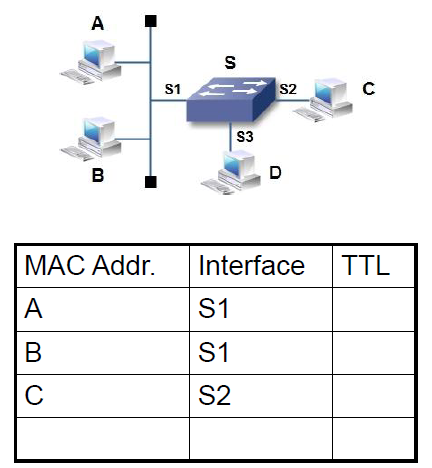 A
S
S1
S2
C
S3
B
D
MAC Addr. Interface TTL
A S1
B S1
C S2